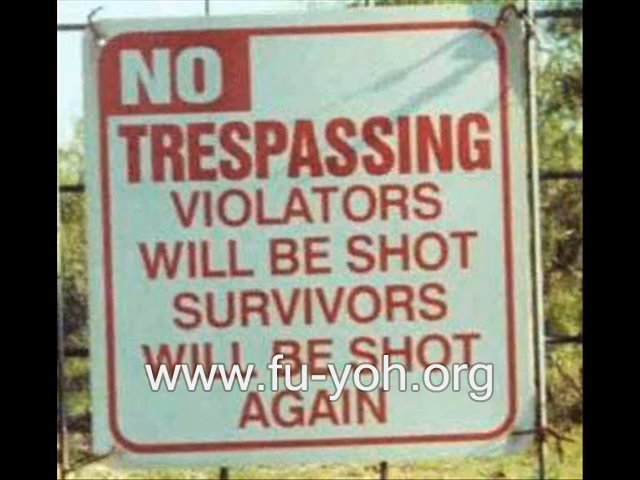 NO
TRESPASSING
VIOLATORS
WILL BE SHOT
SURVIVORS
WILL BE SHOT
www.fu-yoh.org
AGAIN